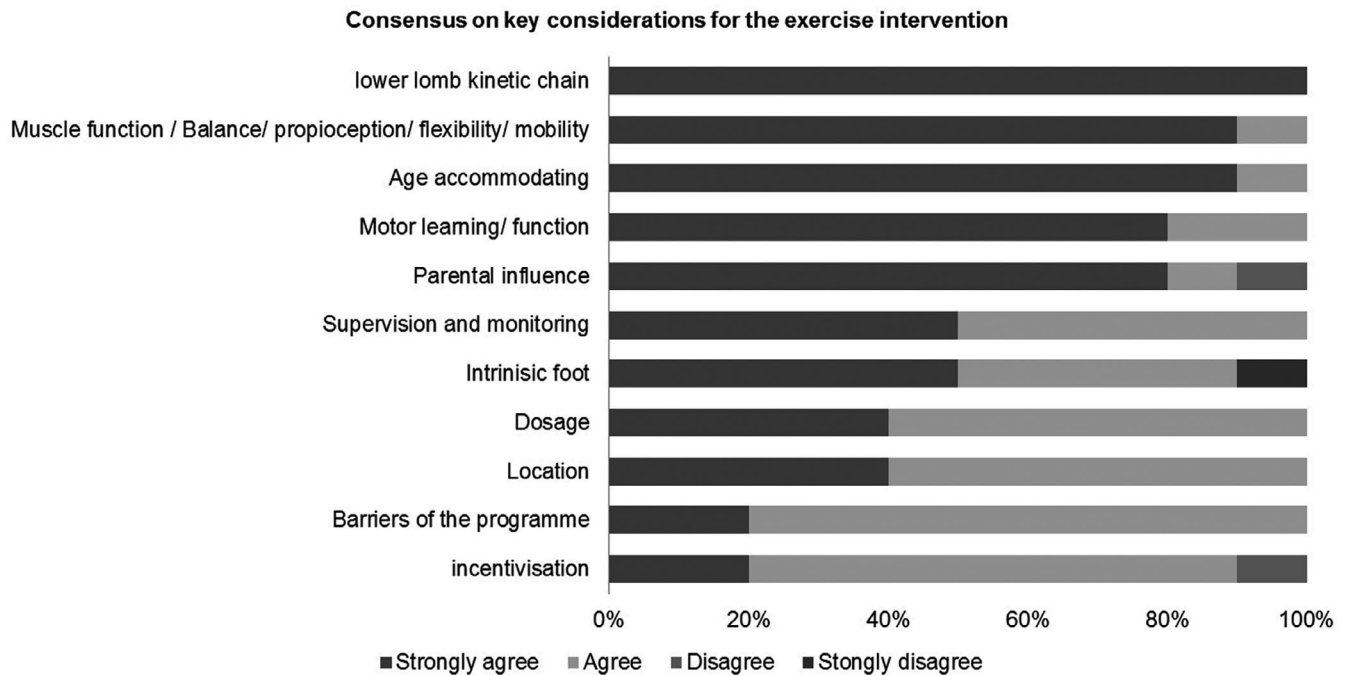 Consensus on key considerations for the exercise intervention
lower lomb kinetic chain
Muscle function / Balance/ propioception/ flexibility/ mobility
Age accommodating
Motor learning/ function
Parental influence
Supervision and monitoring
Intrinisic foot
Dosage
Location
Barriers of the programme
incentivisation
0% 20% 40% 60% 80% 100%
Strongly agree Agree Disagree Stongly disagree